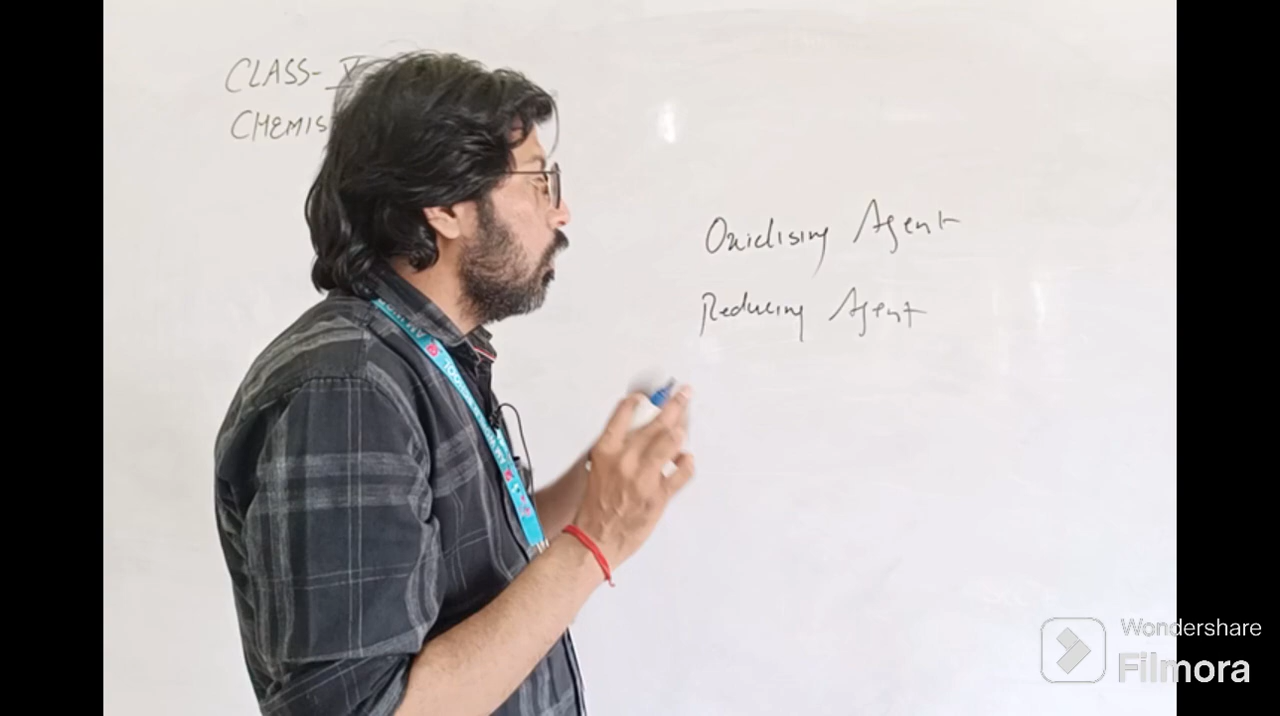 CLASS- V
CHEMIS
Oxidising Agent
Reducing Agent
Wondershare
Filmora